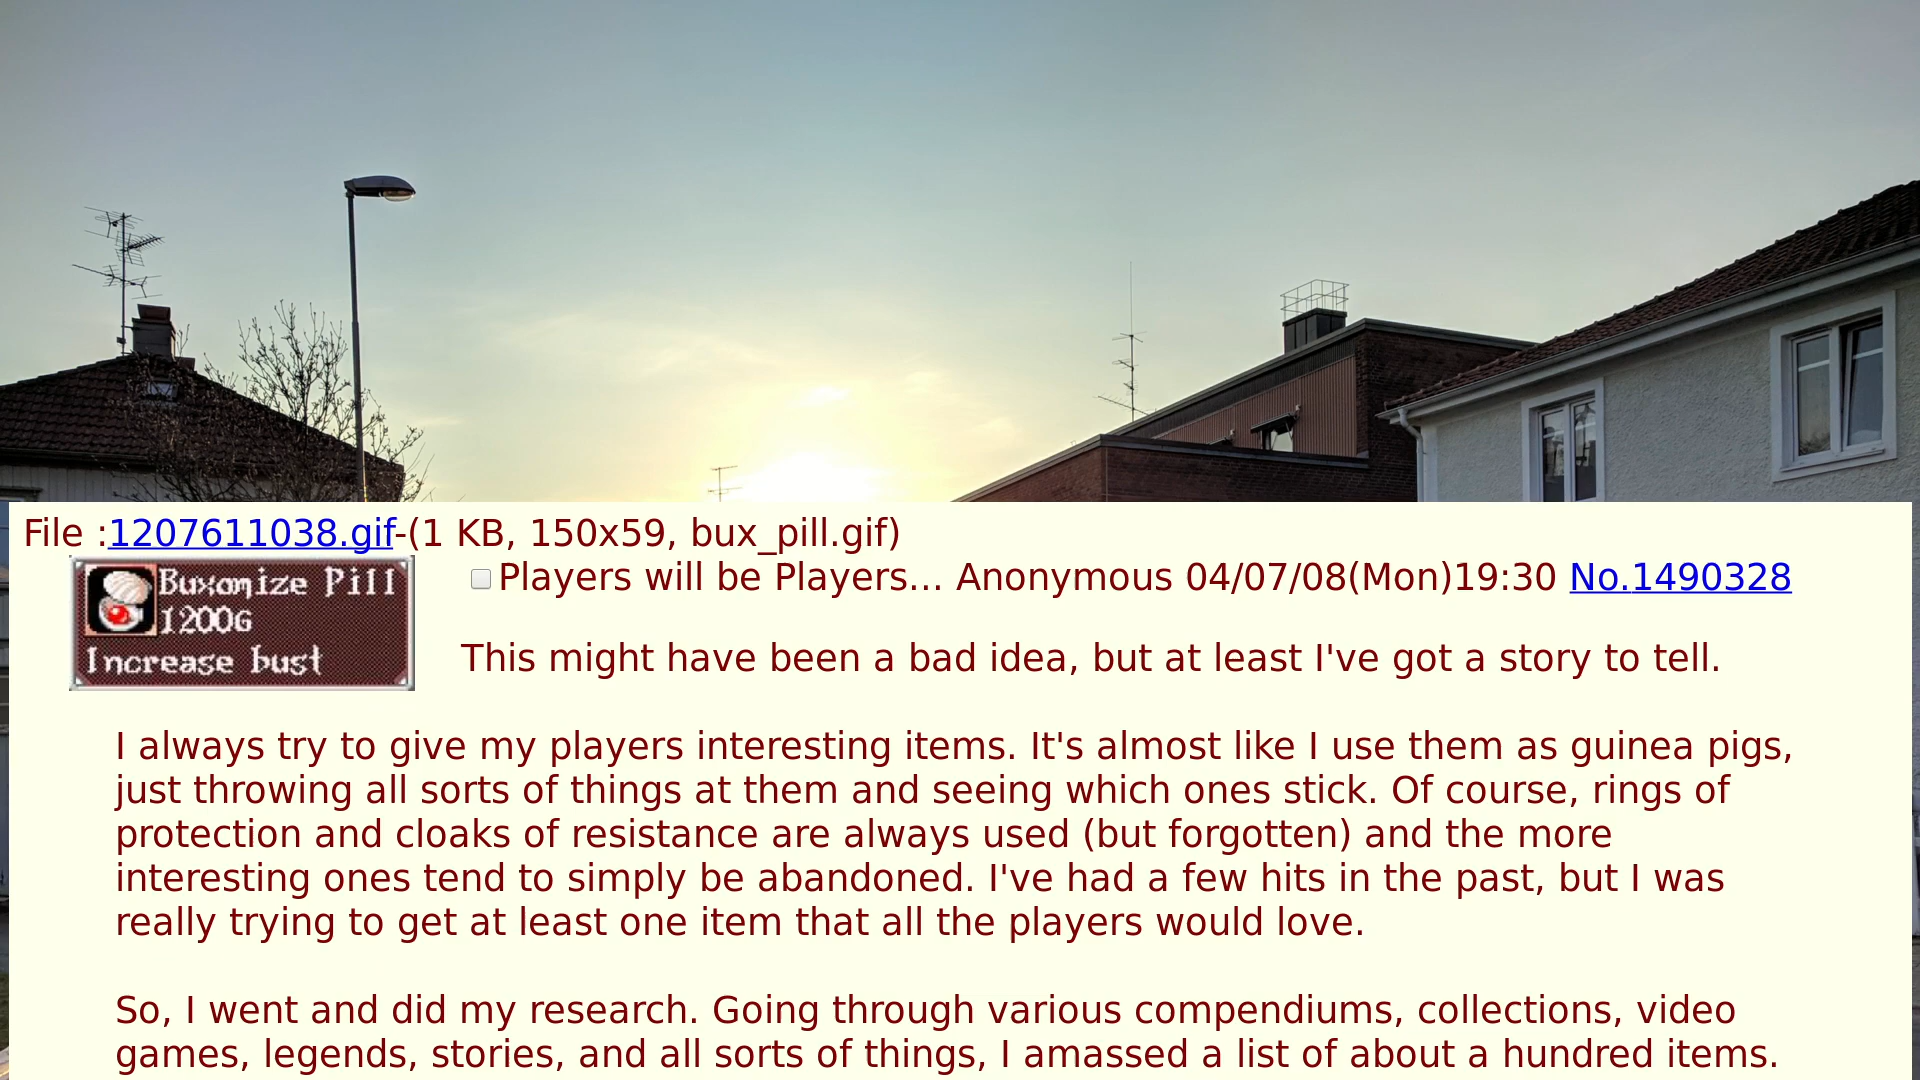 File :1207611038.gif-(1 KB, 150x59, bux_pill.gif)
Buxomize Pill
1200G
Increase bust
Players will be Players... Anonymous 04/07/08(Mon)19:30 No.1490328
This might have been a bad idea, but at least I've got a story to tell.
I always try to give my players interesting items. It's almost like I use them as guinea pigs,
just throwing all sorts of things at them and seeing which ones stick. Of course, rings of
protection and cloaks of resistance are always used (but forgotten) and the more
interesting ones tend to simply be abandoned. I've had a few hits in the past, but I was
really trying to get at least one item that all the players would love.
So, I went and did my research. Going through various compendiums, collections, video
games, legends, stories, and all sorts of things, I amassed a list of about a hundred items.